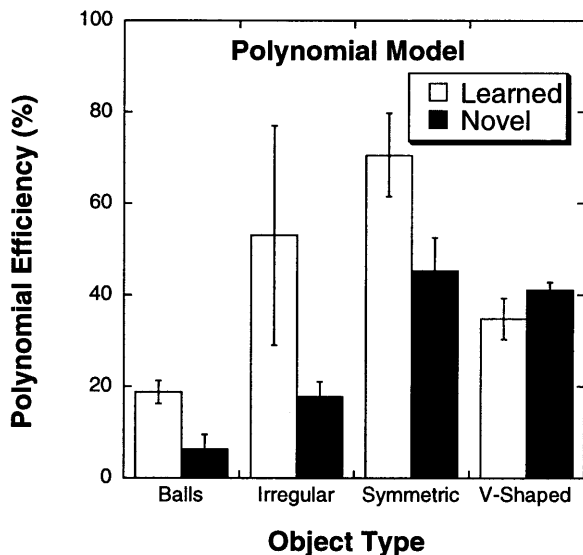 Polynomial Model
Learned
Novel
Polynomial Efficiency (%)
100
80
60
40
20
0
Balls Irregular Symmetric V-Shaped
Object Type